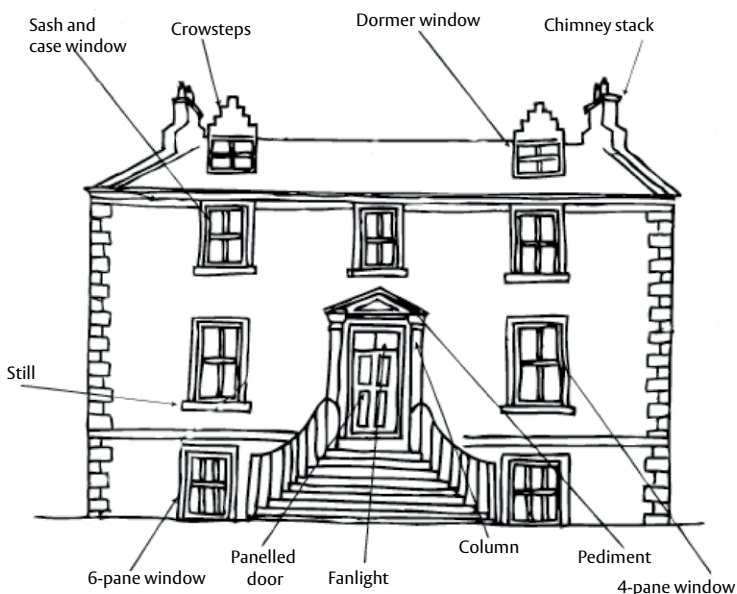 Sash and
case window
Crowsteps
Dormer window
Chimney stack
Still
6-pane window
Panelled
door
Fanlight
Column
Pediment
4-pane window